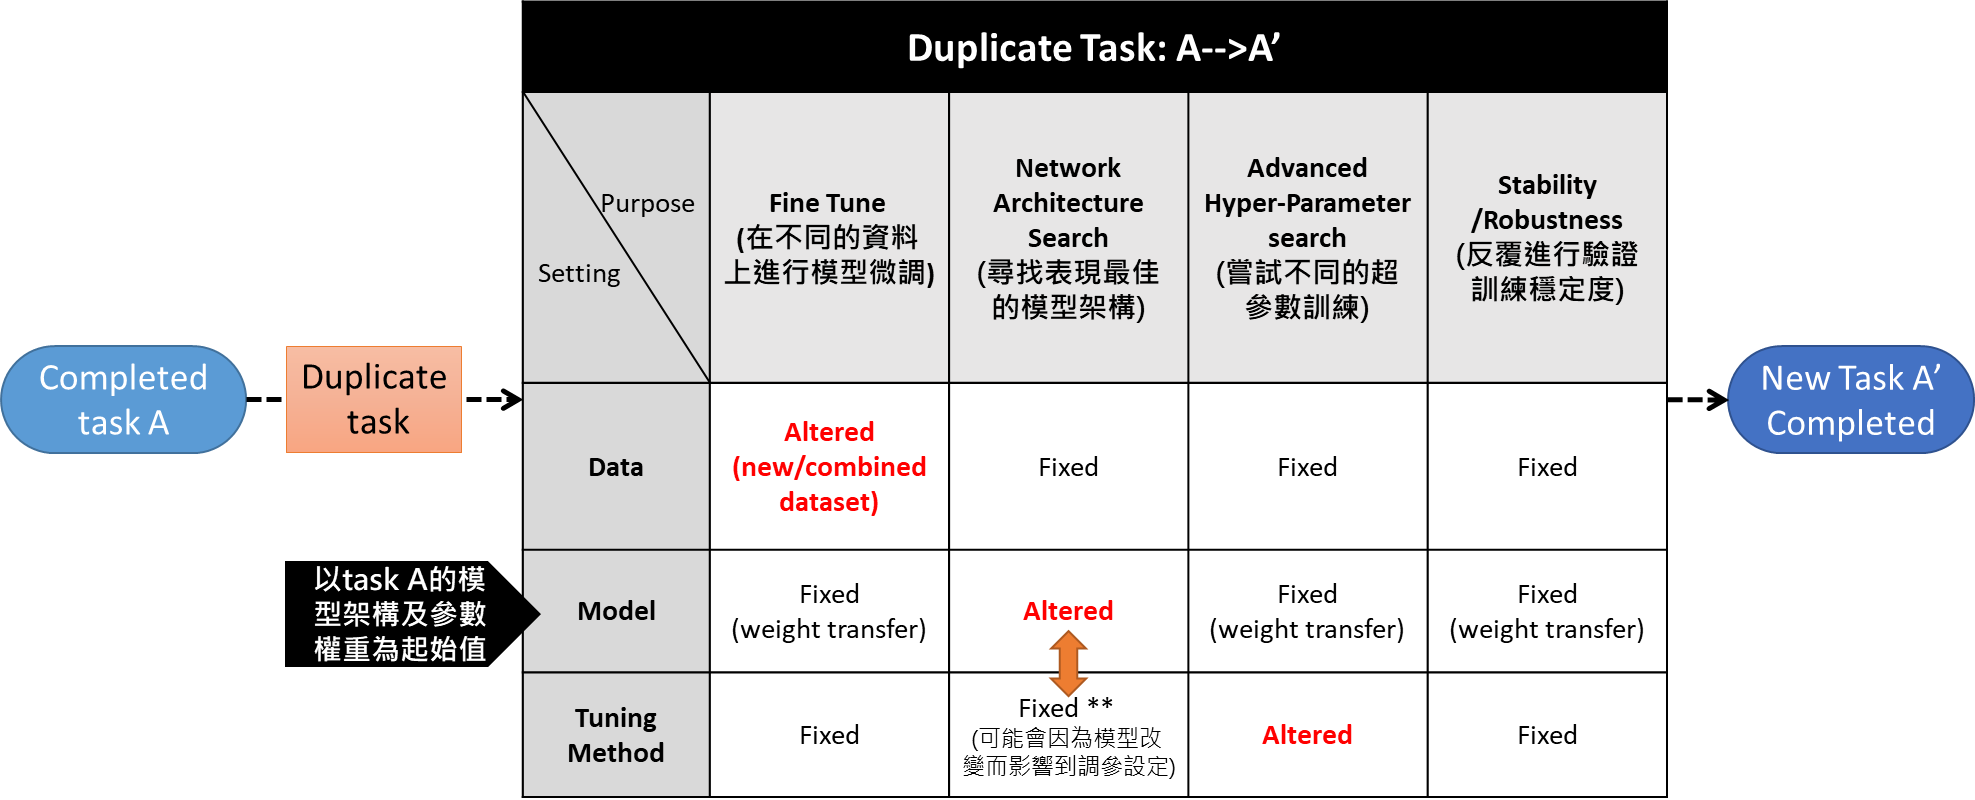 Duplicate Task: A-->A’
Purpose
Setting
Fine Tune
(在不同的資料
上進行模型微調)
Network
Architecture
Search
(尋找表現最佳
的模型架構)
Advanced
Hyper-Parameter
search
(嘗試不同的超
參數訓練)
Stability
/Robustness
(反覆進行驗證
訓練穩定度)
Completed
task A
Duplicate
task
Data
Altered
(new/combined
dataset)
Fixed
Fixed
Fixed
New Task A’
Completed
以task A的模
型架構及參數
權重為起始值
Model
Fixed
(weight transfer)
Altered
Fixed
(weight transfer)
Fixed
(weight transfer)
Tuning
Method
Fixed
Fixed **
(可能會因為模型改
變而影響到調參設定)
Altered
Fixed